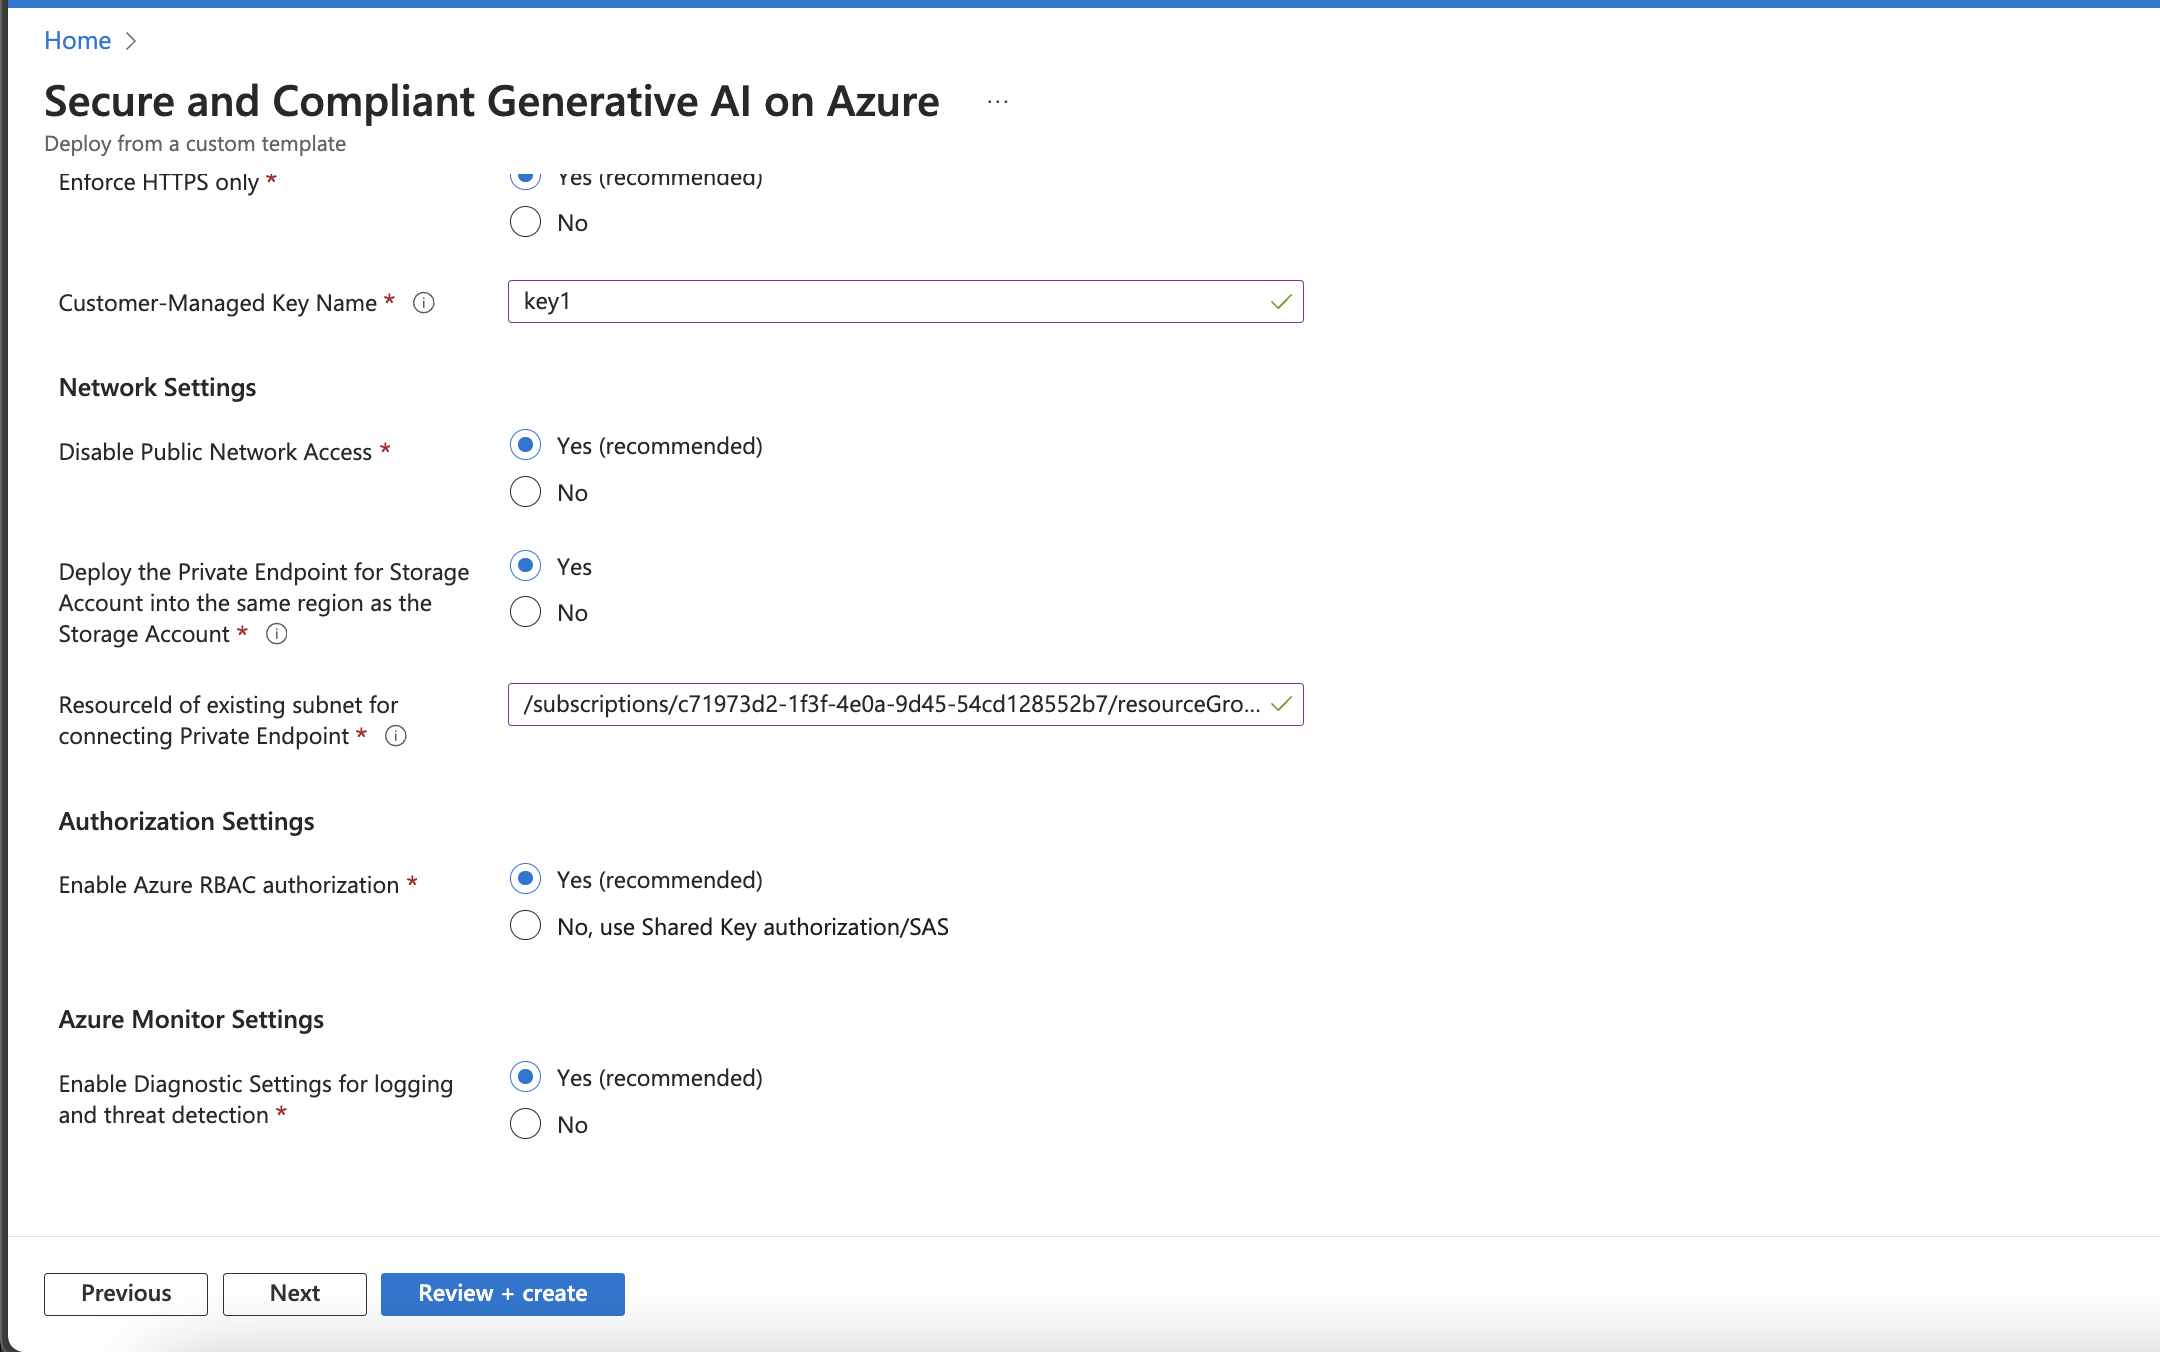 Home
Secure and Compliant Generative AI on Azure ...
Deploy from a custom template
Enforce HTTPS only *
Yes (recommended)
No
Customer-Managed Key Name *
key1
Network Settings
Disable Public Network Access *
Yes (recommended)
No
Deploy the Private Endpoint for Storage
Account into the same region as the
Storage Account *
Yes
No
ResourceId of existing subnet for
connecting Private Endpoint *
/subscriptions/c71973d2-1f3f-4e0a-9d45-54cd128552b7/resourceGro...
Authorization Settings
Enable Azure RBAC authorization *
Yes (recommended)
No, use Shared Key authorization/SAS
Azure Monitor Settings
Enable Diagnostic Settings for logging
and threat detection *
Yes (recommended)
No
Previous
Next
Review + create